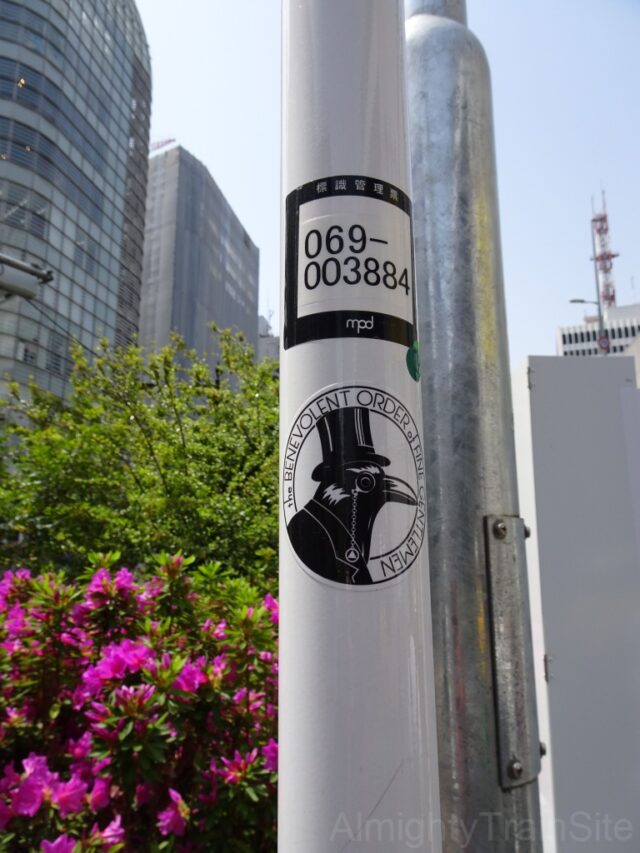 標識管理票
069-
003884
mpd
the BENEVOLENT ORDER of FINE GENTLEMEN
AlmightyTrainSite